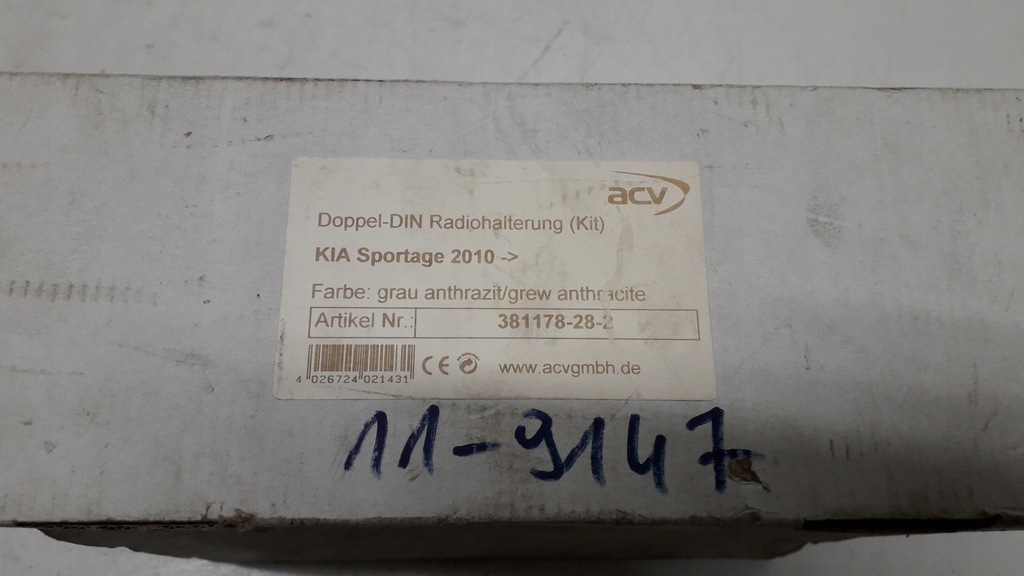 acv
Doppel-DIN Radiohalterung (Kit)
KIA Sportage 2010 ->
Farbe: grau anthrazit/grew anthracite
Artikel Nr.: 381178-28-2
CE www.acvgmbh.de
4 026724 021431
11-9147